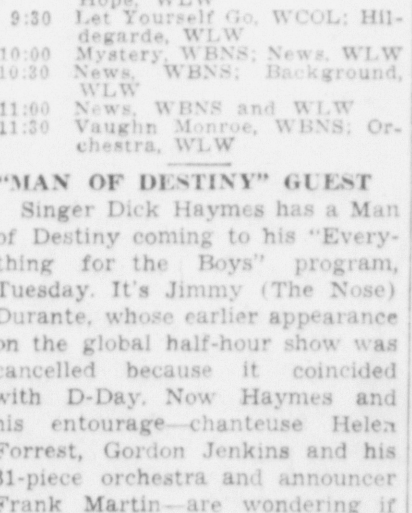 Hope, WLW
9:30 Let Yourself Go, WCOL; Hil-
degarde, WLW
10:00 Mystery, WBNS; News, WLW
10:30 News, WBNS; Background,
WLW
11:00 News, WBNS and WLW
11:30 Vaughn Monroe, WBNS; Or-
chestra, WLW
"MAN OF DESTINY" GUEST
Singer Dick Haymes has a Man
of Destiny coming to his "Every-
thing for the Boys" program,
Tuesday. It's Jimmy (The Nose)
Durante, whose earlier appearance
on the global half-hour show was
cancelled because it coincided
with D-Day. Now Haymes and
his entourage—chanteuse Helen
Forrest, Gordon Jenkins and his
31-piece orchestra and announcer
Frank Martin—are wondering if